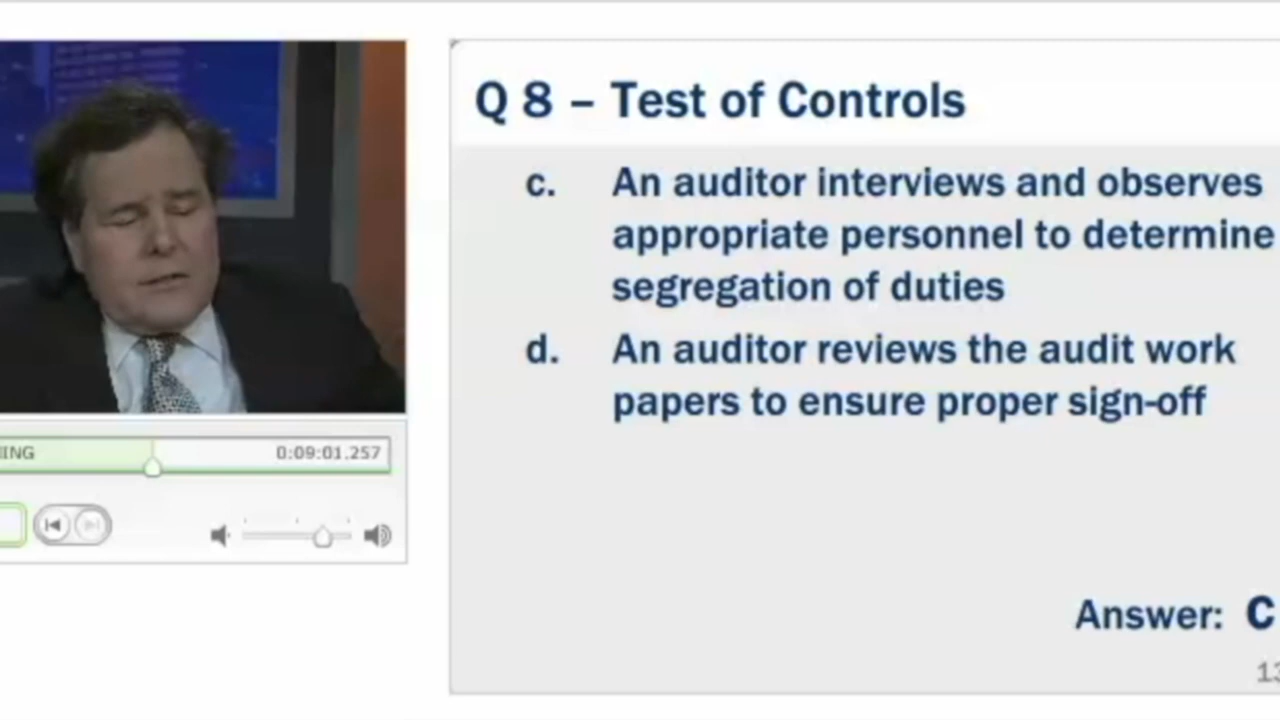 Q 8 – Test of Controls
c. An auditor interviews and observes
appropriate personnel to determine
segregation of duties
d. An auditor reviews the audit work
papers to ensure proper sign-off
0:09:01.257
Answer: C